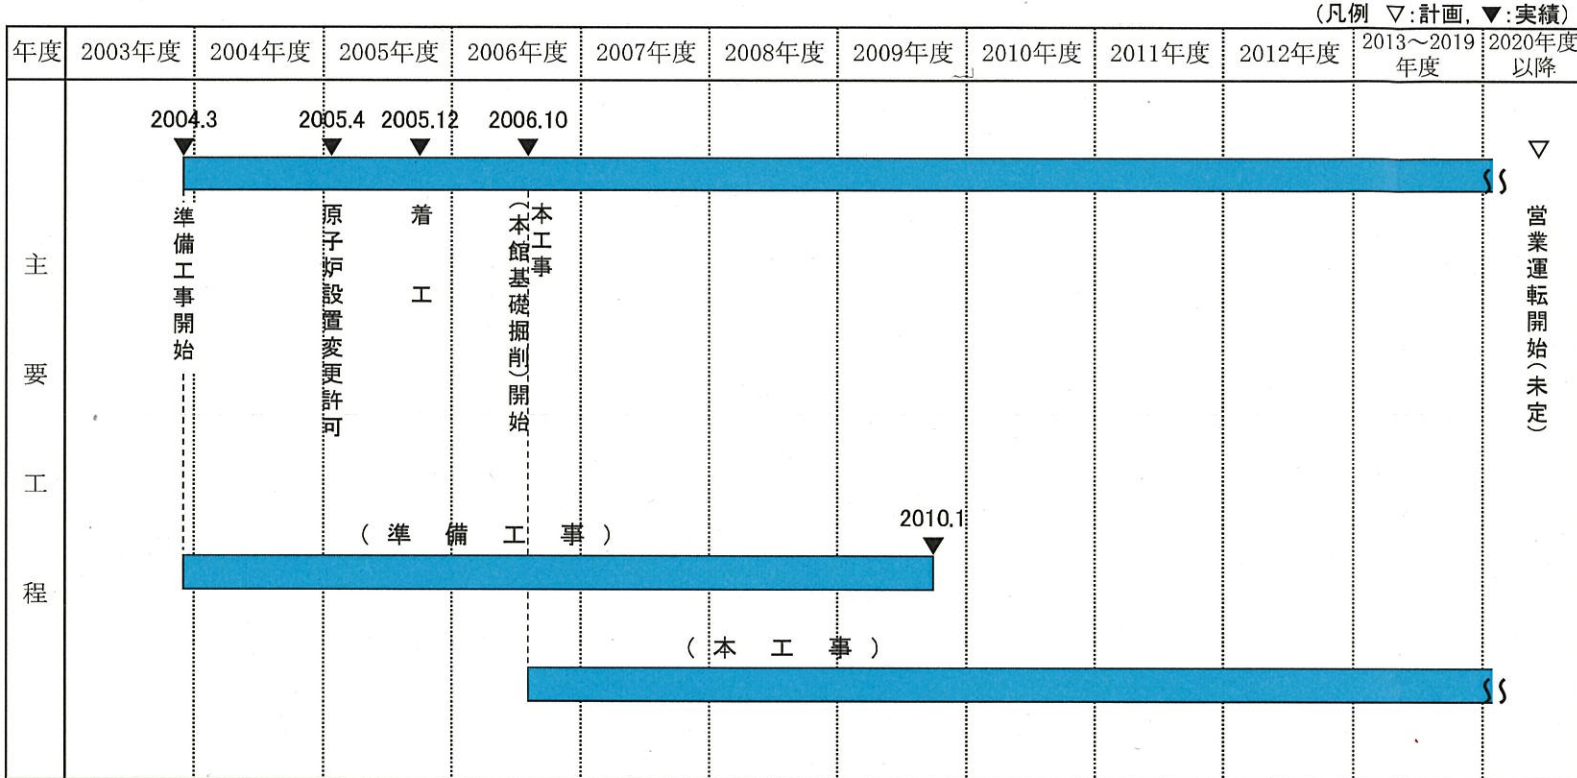 (凡例 ▽:計画, ▼:実績)
年度
2003年度
2004年度
2005年度
2006年度
2007年度
2008年度
2009年度
2010年度
2011年度
2012年度
2013～2019
年度
2020年度
以降
主要工程
2004.3
▼
準備工事開始
2005.4
▼
原子炉設置変更許可
2005.12
▼
着工
2006.10
▼
本工事
(本館基礎掘削)開始
▽
営業運転開始(未定)
(準備工事)
2010.1
▼
(本工事)